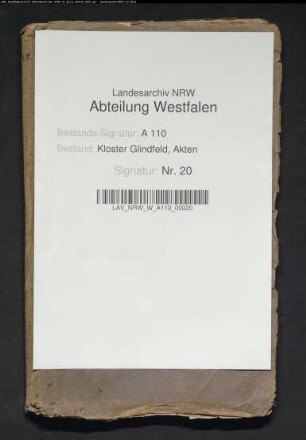 Landesarchiv NRW
Abteilung Westfalen
Bestands-Signatur: A 110
Bestand: Kloster Glindfeld, Akten
Signatur: Nr. 20
LAV_NRW_W_A110_00020